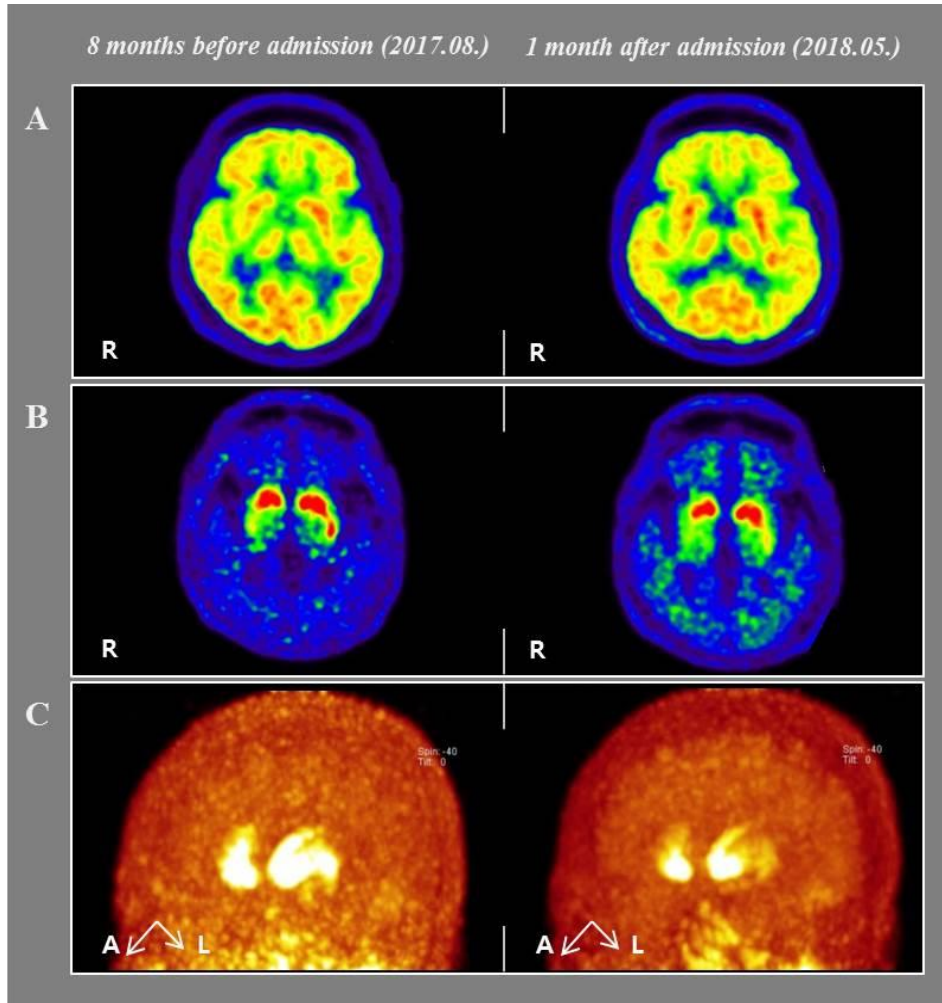 8 months before admission (2017.08.)
1 month after admission (2018.05.)
A
R
R
B
R
R
C
Spin:-40
Tilt: 0
Spin:-40
Tilt: 0
A
L
A
L